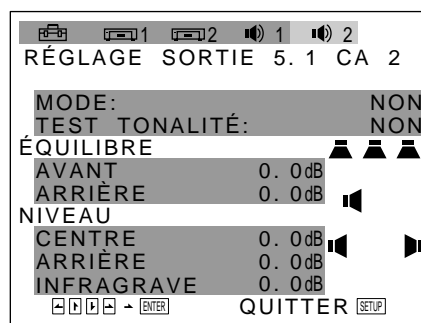 1 2 1 2
RÉGLAGE SORTIE 5.1 CA 2
MODE: NON
TEST TONALITÉ: NON
ÉQUILIBRE
AVANT 0.0dB
ARRIÈRE 0.0dB
NIVEAU
CENTRE 0.0dB
ARRIÈRE 0.0dB
INFRAGRAVE 0.0dB
ENTER QUITTER SETUP